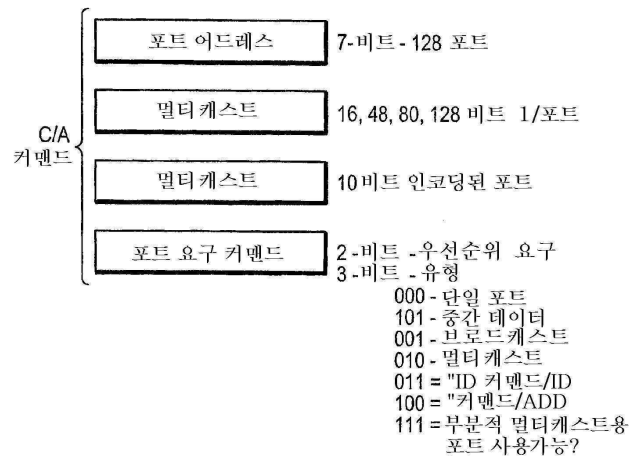 포트 어드레스
7-비트 - 128 포트
멀티캐스트
16, 48, 80, 128 비트 1/포트
C/A
커맨드
멀티캐스트
10비트 인코딩된 포트
포트 요구 커맨드
2-비트 -우선순위 요구
3-비트 -유형
000 - 단일 포트
101 - 중간 데이터
001 - 브로드캐스트
010 - 멀티캐스트
011 = "ID 커맨드/ID
100 = "커맨드/ADD
111 = 부분적 멀티캐스트용
포트 사용가능?